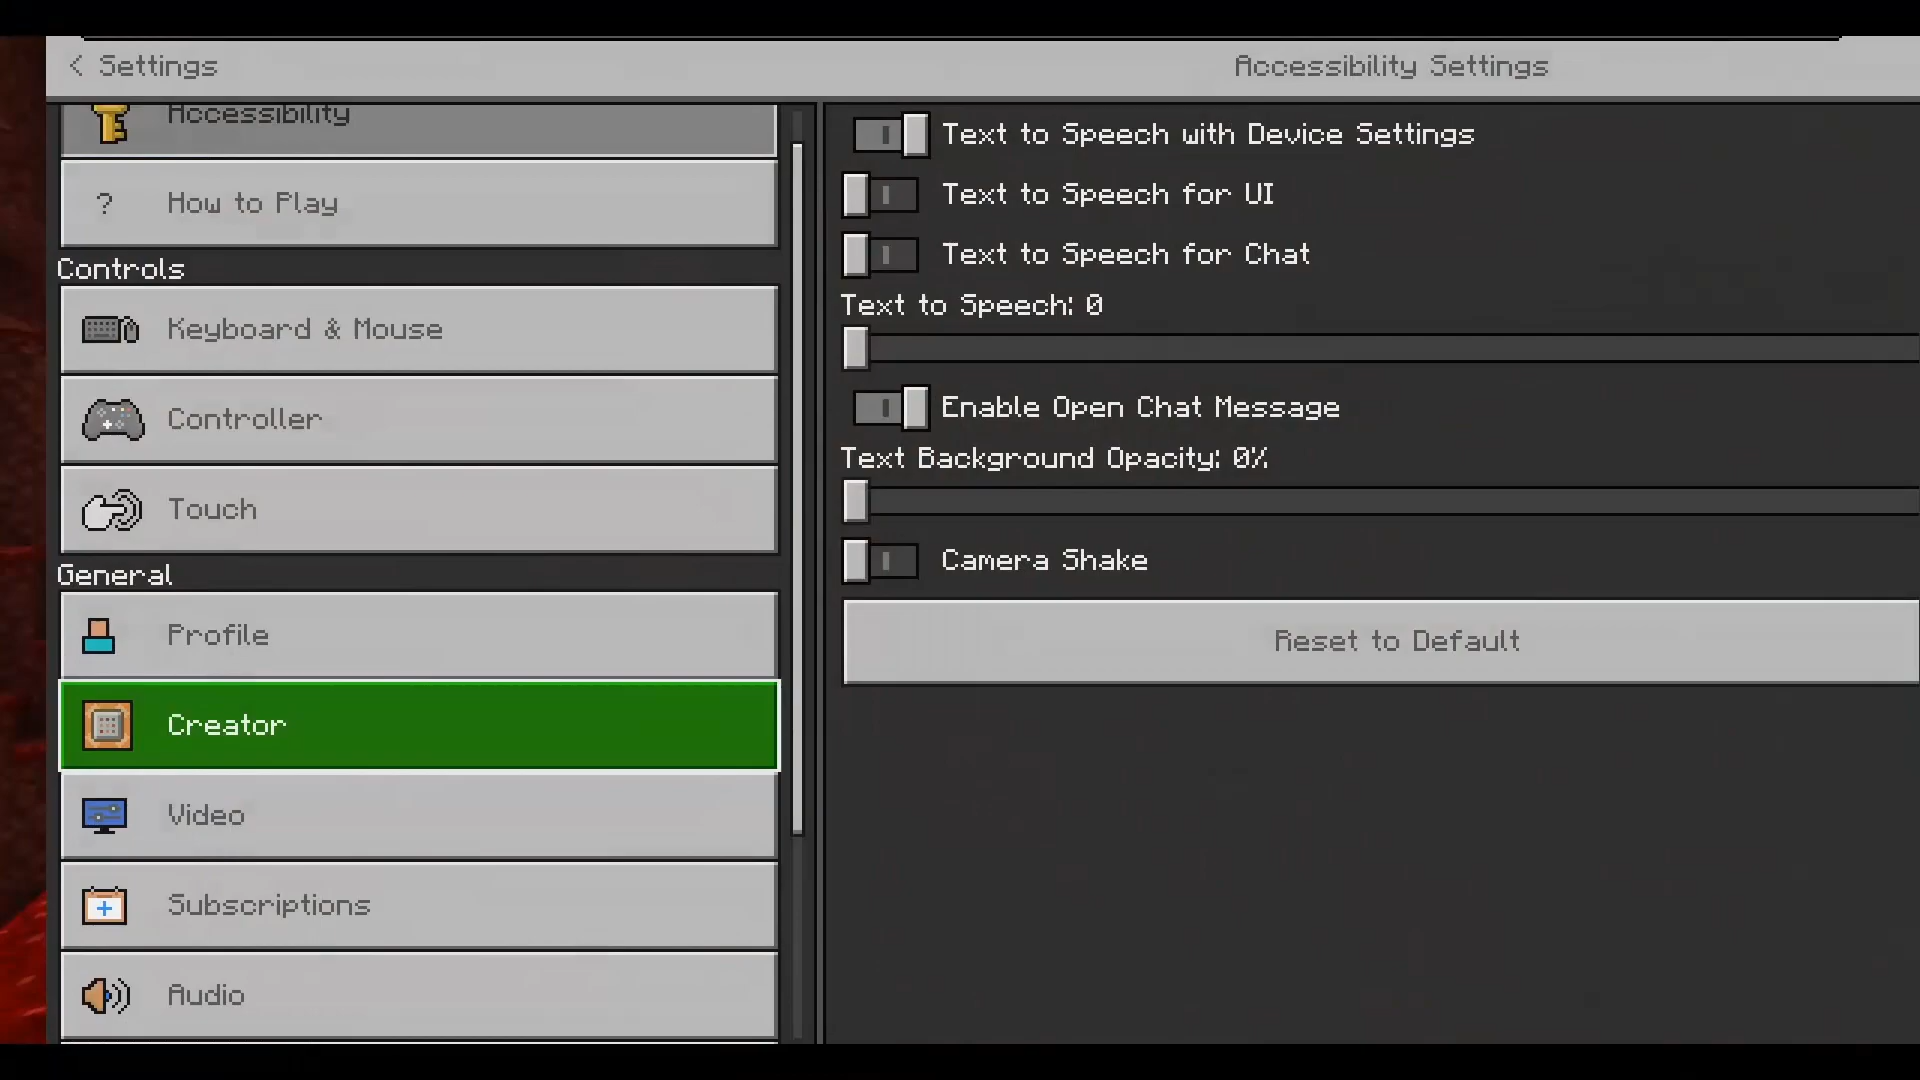 < Settings
Accessibility Settings
Accessibility
? How to Play
Controls
Keyboard & Mouse
Controller
Touch
General
Profile
Creator
Video
Subscriptions
Audio
Text to Speech with Device Settings
Text to Speech for UI
Text to Speech for Chat
Text to Speech: 0
Enable Open Chat Message
Text Background Opacity: 0%
Camera Shake
Reset to Default